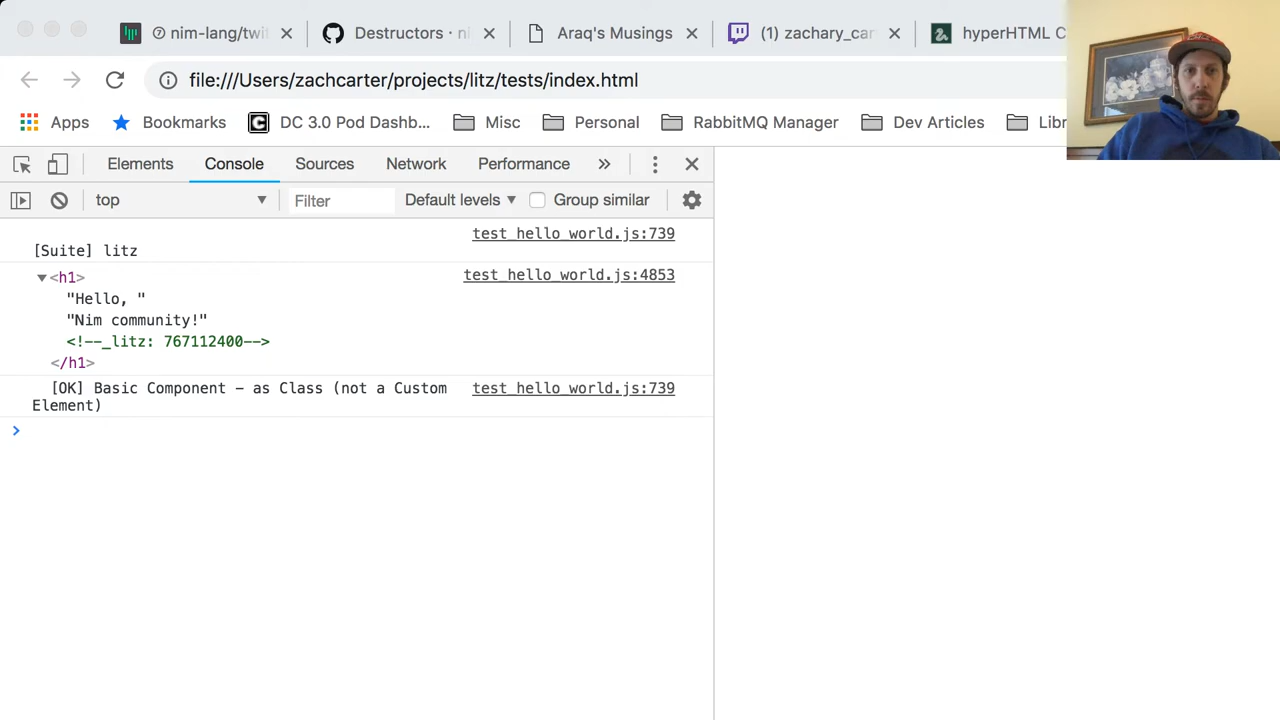 nim-lang/twi
Destructors ·
Araq's Musings
(1) zachary_car
hyperHTML C
file:///Users/zachcarter/projects/litz/tests/index.html
Apps
Bookmarks
DC 3.0 Pod Dashb...
Misc
Personal
RabbitMQ Manager
Dev Articles
Lib
Elements
Console
Sources
Network
Performance
»
top
Filter
Default levels
Group similar
test_hello_world.js:739
[Suite] litz
<h1>
test_hello_world.js:4853
"Hello, "
"Nim community!"
<!--_litz: 767112400-->
</h1>
[OK] Basic Component - as Class (not a Custom
Element)
test_hello_world.js:739